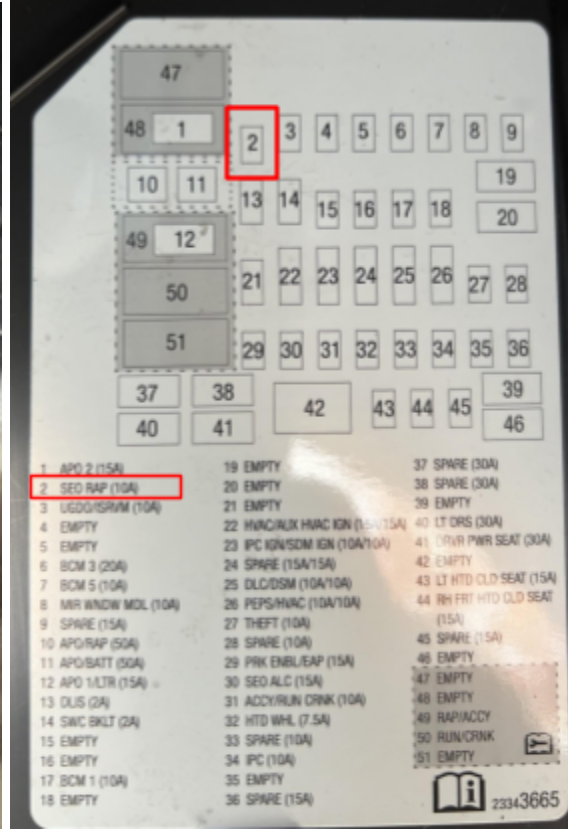 47
48 1
2 3 4 5 6 7 8 9
10 11
19
13 14 15 16 17 18
20
49 12
50
21 22 23 24 25 26 27 28
51
29 30 31 32 33 34 35 36
37 38
42 43 44 45
39
40 41
46
1 APO 2 (15A)
2 SEO RAP (10A)
3 UGDO/ISRVM (10A)
4 EMPTY
5 EMPTY
6 BCM 3 (20A)
7 BCM 5 (10A)
8 MIR WNDW MDL (10A)
9 SPARE (15A)
10 APO/RAP (50A)
11 APO/BATT (50A)
12 APO 1/LTR (15A)
13 DLIS (2A)
14 SWC BKLT (2A)
15 EMPTY
16 EMPTY
17 BCM 1 (10A)
18 EMPTY
19 EMPTY
20 EMPTY
21 EMPTY
22 HVAC/AUX HVAC IGN (15A/15A)
23 IPC IGN/SDM IGN (10A/10A)
24 SPARE (15A/15A)
25 DLC/DSM (10A/10A)
26 PEPS/HVAC (10A/10A)
27 THEFT (10A)
28 SPARE (10A)
29 PRK ENBL/EAP (15A)
30 SEO ALC (15A)
31 ACCY/RUN CRNK (10A)
32 HTD WHL (7.5A)
33 SPARE (10A)
34 IPC (10A)
35 EMPTY
36 SPARE (15A)
37 SPARE (30A)
38 SPARE (30A)
39 EMPTY
40 LT DRS (30A)
41 DRVR PWR SEAT (30A)
42 EMPTY
43 LT HTD CLD SEAT (15A)
44 RH FRT HTD CLD SEAT
(15A)
45 SPARE (15A)
46 EMPTY
47 EMPTY
48 EMPTY
49 RAP/ACCY
50 RUN/CRNK
51 EMPTY
23343665